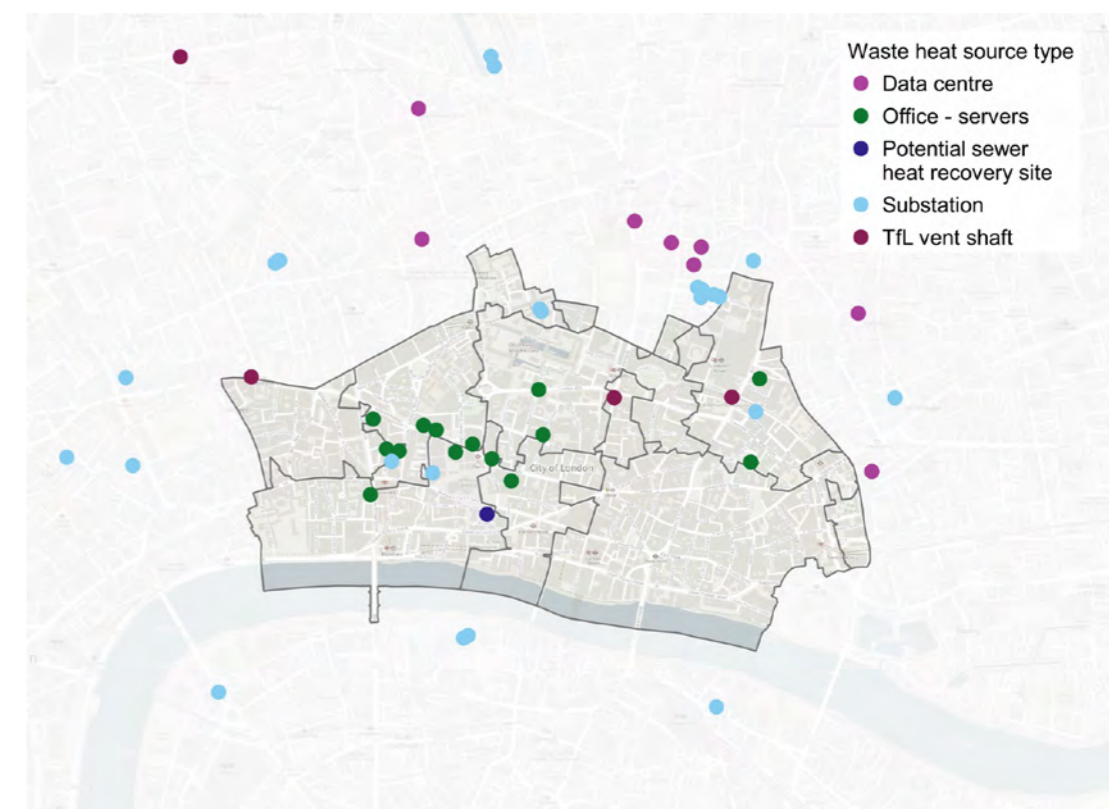 Waste heat source type
Data centre
Office - servers
Potential sewer
heat recovery site
Substation
TfL vent shaft
City of London